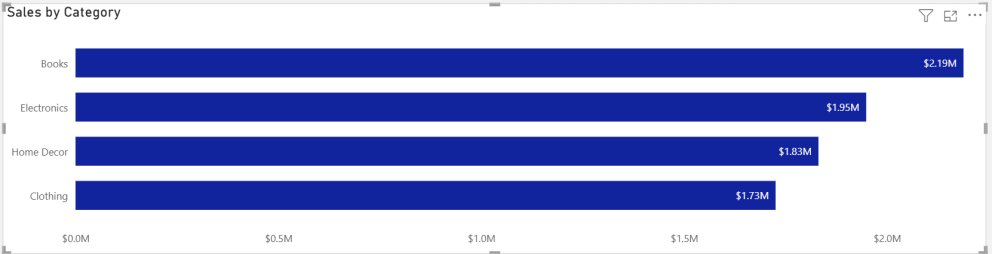 Sales by Category
Books
$2.19M
Electronics
$1.95M
Home Decor
$1.83M
Clothing
$1.73M
$0.0M
$0.5M
$1.0M
$1.5M
$2.0M